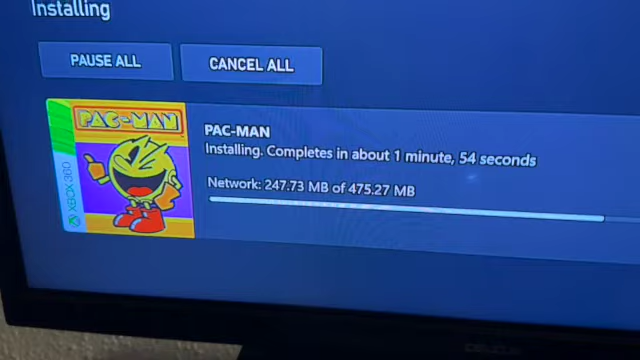 Installing
PAUSE ALL
CANCEL ALL
PAC-MAN
XBOX 360
PAC-MAN
Installing. Completes in about 1 minute, 54 seconds
Network: 247.73 MB of 475.27 MB